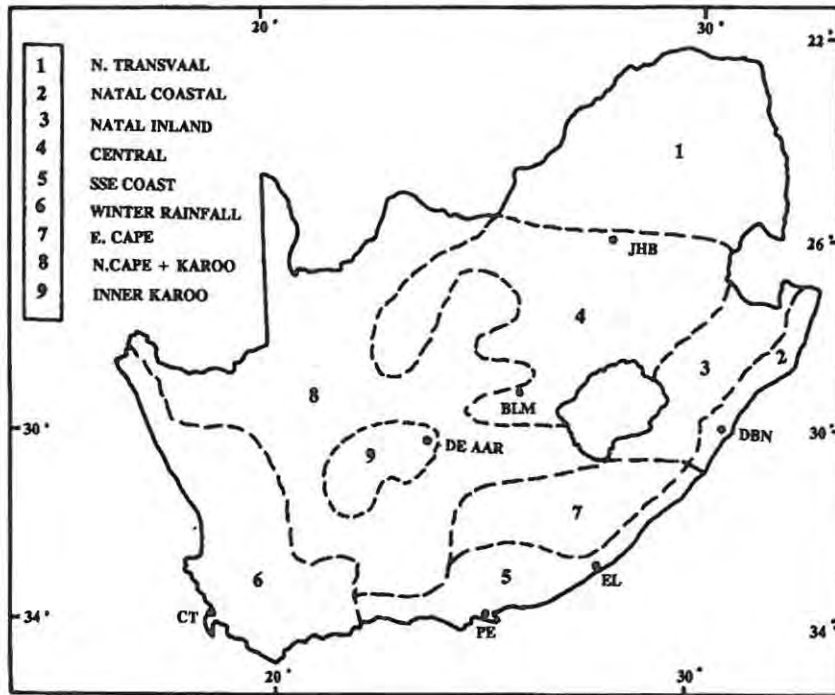 20° 30°
22°
1 N. TRANSVAAL
2 NATAL COASTAL
3 NATAL INLAND
4 CENTRAL
5 SSE COAST
6 WINTER RAINFALL
7 E. CAPE
8 N.CAPE + KAROO
9 INNER KAROO
1
26°
JHB
4
3
2
8
BLM
30° 30°
DBN
DE AAR
9
7
6
5
EL
CT
PE
34° 34°
20° 30°